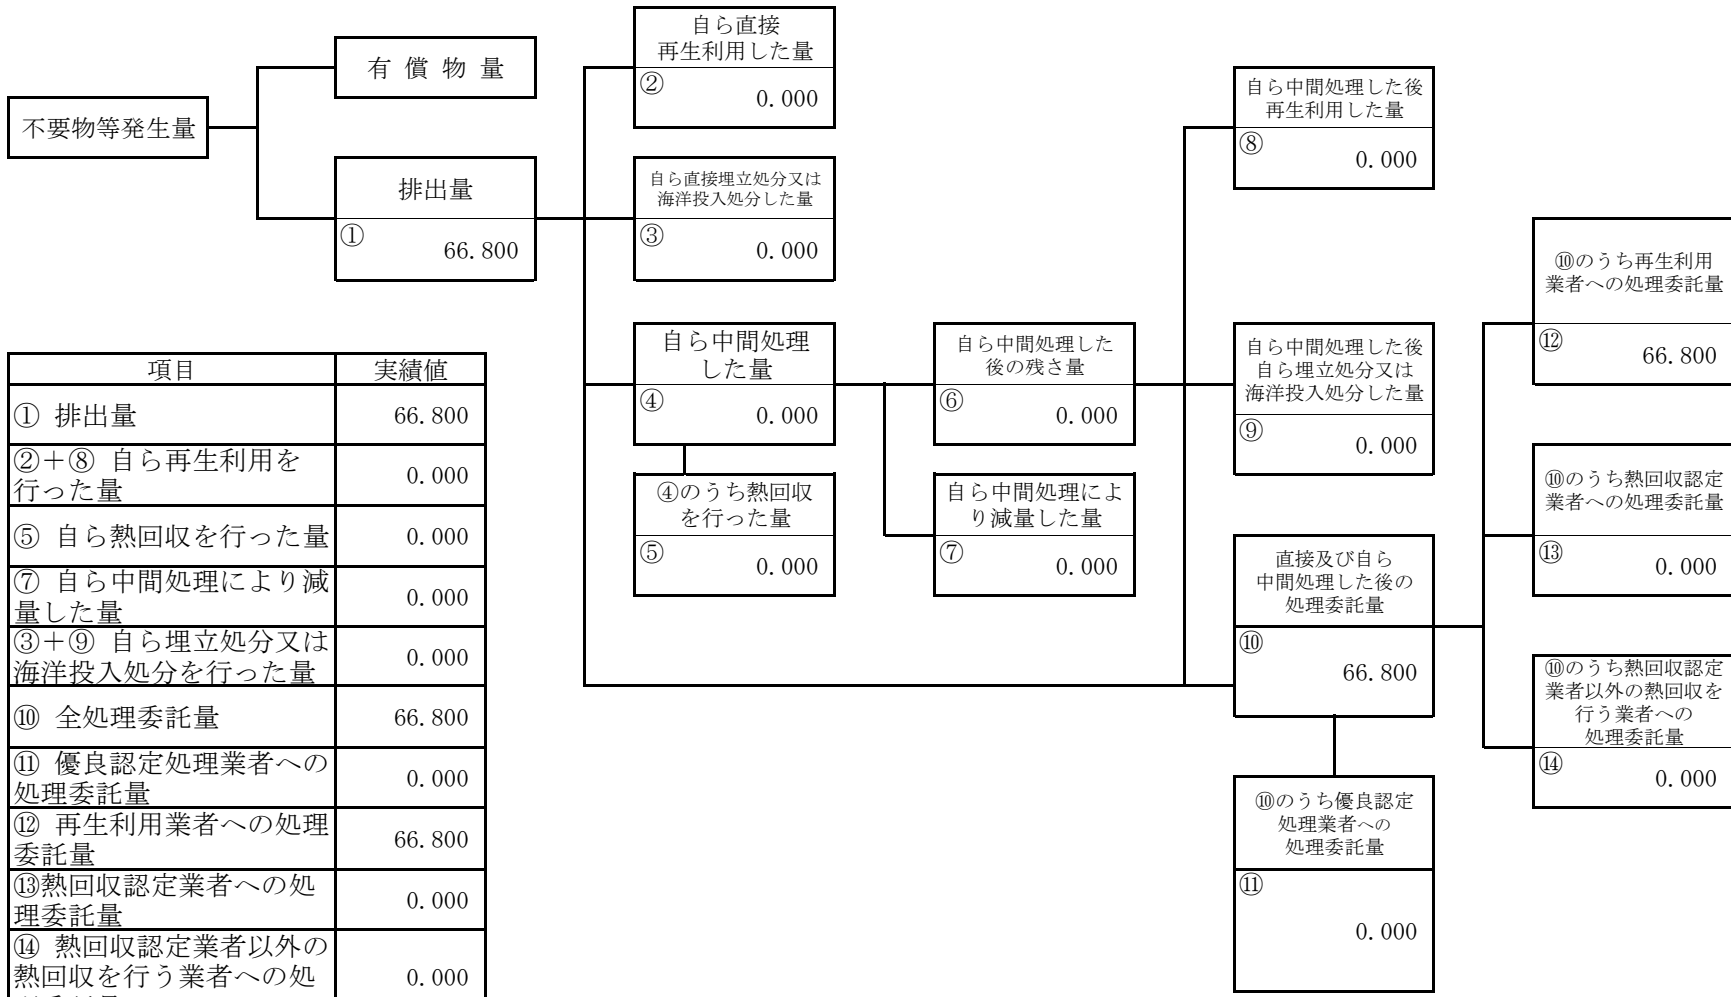 不要物等発生量
有 償 物 量
排出量
①
66.800
自ら直接
再生利用した量
②
0.000
自ら直接埋立処分又は
海洋投入処分した量
③
0.000
自ら中間処理
した量
④
0.000
④のうち熱回収
を行った量
⑤
0.000
自ら中間処理した
後の残さ量
⑥
0.000
自ら中間処理によ
り減量した量
⑦
0.000
自ら中間処理した後
再生利用した量
⑧
0.000
自ら中間処理した後
自ら埋立処分又は
海洋投入処分した量
⑨
0.000
直接及び自ら
中間処理した後の
処理委託量
⑩
66.800
⑩のうち優良認定
処理業者への
処理委託量
⑪
0.000
⑩のうち再生利用
業者への処理委託量
⑫
66.800
⑩のうち熱回収認定
業者への処理委託量
⑬
0.000
⑩のうち熱回収認定
業者以外の熱回収を
行う業者への
処理委託量
⑭
0.000
項目 実績値
① 排出量 66.800
②+⑧ 自ら再生利用を
行った量 0.000
⑤ 自ら熱回収を行った量 0.000
⑦ 自ら中間処理により減
量した量 0.000
③+⑨ 自ら埋立処分又は
海洋投入処分を行った量 0.000
⑩ 全処理委託量 66.800
⑪ 優良認定処理業者への
処理委託量 0.000
⑫ 再生利用業者への処理
委託量 66.800
⑬熱回収認定業者への処
理委託量 0.000
⑭ 熱回収認定業者以外の
熱回収を行う業者への処 0.000